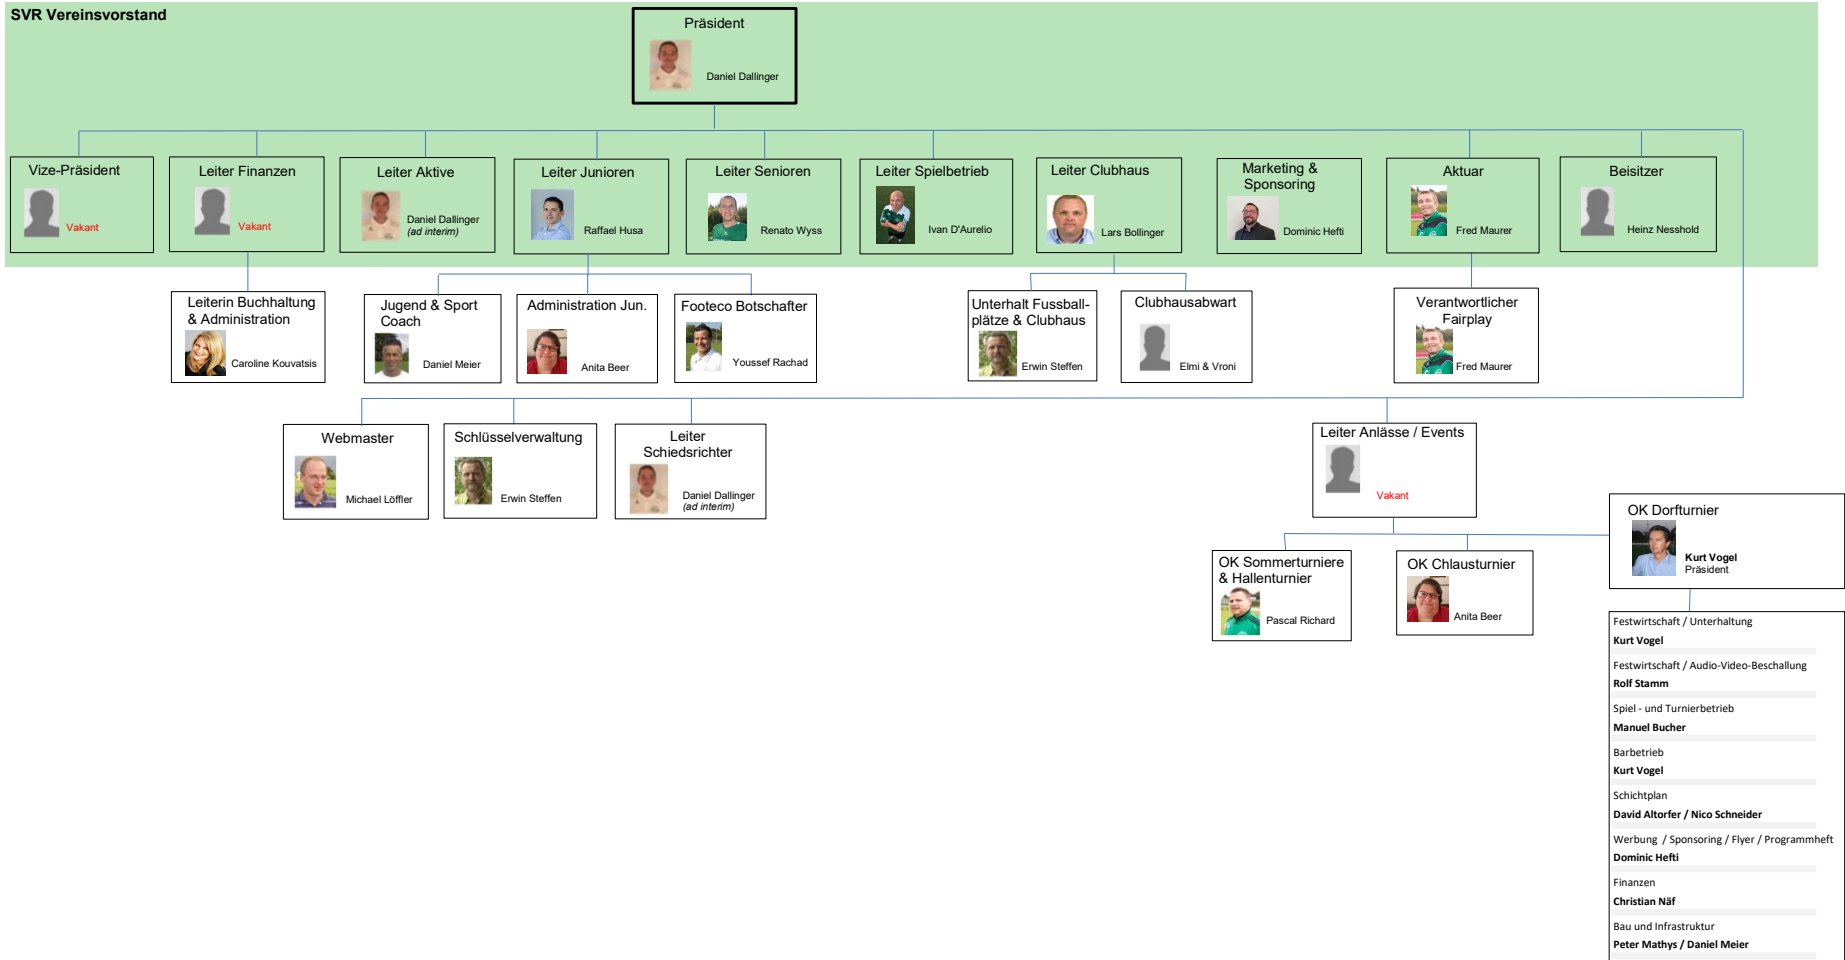 SVR Vereinsvorstand
Präsident
Daniel Dallinger
Vize-Präsident
Vakant
Leiter Finanzen
Vakant
Leiter Aktive
Daniel Dallinger
(ad interim)
Leiter Junioren
Raffael Husa
Leiter Senioren
Renato Wyss
Leiter Spielbetrieb
Ivan D'Aurelio
Leiter Clubhaus
Lars Bollinger
Marketing &
Sponsoring
Dominic Hefti
Aktuar
Fred Maurer
Beisitzer
Heinz Nesshold
Leiterin Buchhaltung
& Administration
Caroline Kouvatsis
Jugend & Sport
Coach
Daniel Meier
Administration Jun.
Anita Beer
Footeco Botschafter
Youssef Rachad
Unterhalt Fussball-
plätze & Clubhaus
Erwin Steffen
Clubhausabwart
Elmi & Vroni
Verantwortlicher
Fairplay
Fred Maurer
Webmaster
Michael Löffler
Schlüsselverwaltung
Erwin Steffen
Leiter
Schiedsrichter
Daniel Dallinger
(ad interim)
Leiter Anlässe / Events
Vakant
OK Sommerturniere
& Hallenturnier
Pascal Richard
OK Chlausturnier
Anita Beer
OK Dorfturnier
Kurt Vogel
Präsident
Festwirtschaft / Unterhaltung
Kurt Vogel
Festwirtschaft / Audio-Video-Beschallung
Rolf Stamm
Spiel - und Turnierbetrieb
Manuel Bucher
Barbetrieb
Kurt Vogel
Schichtplan
David Altorfer / Nico Schneider
Werbung / Sponsoring / Flyer / Programmheft
Dominic Hefti
Finanzen
Christian Näf
Bau und Infrastruktur
Peter Mathys / Daniel Meier